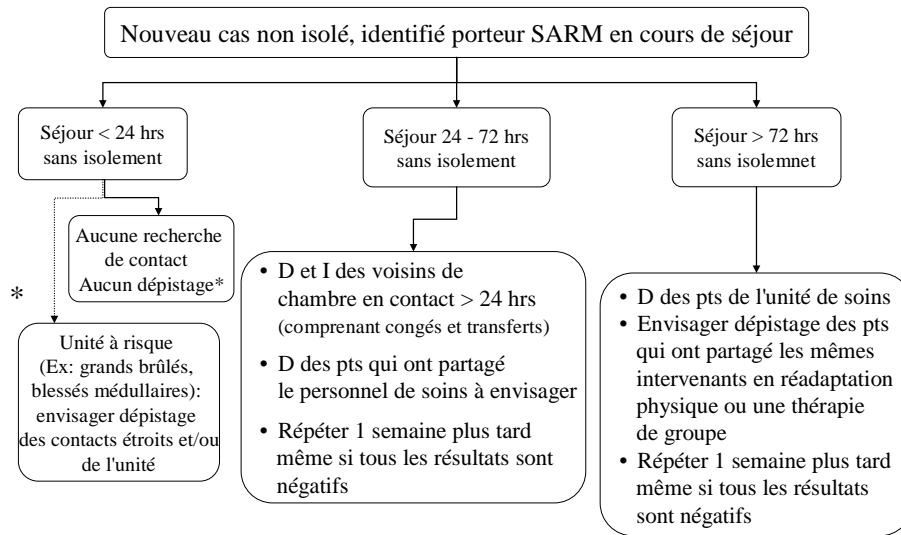 Nouveau cas non isolé, identifié porteur SARM en cours de séjour
Séjour < 24 hrs
sans isolement
Séjour 24 - 72 hrs
sans isolement
Séjour > 72 hrs
sans isolemnet
Aucune recherche
de contact
Aucun dépistage*
*
Unité à risque
(Ex: grands brûlés,
blessés médullaires):
envisager dépistage
des contacts étroits et/ou
de l'unité
• D et I des voisins de
chambre en contact > 24 hrs
(comprenant congés et transferts)
• D des pts qui ont partagé
le personnel de soins à envisager
• Répéter 1 semaine plus tard
même si tous les résultats sont
négatifs
• D des pts de l'unité de soins
• Envisager dépistage des pts
qui ont partagé les mêmes
intervenants en réadaptation
physique ou une thérapie
de groupe
• Répéter 1 semaine plus tard
même si tous les résultats
sont négatifs